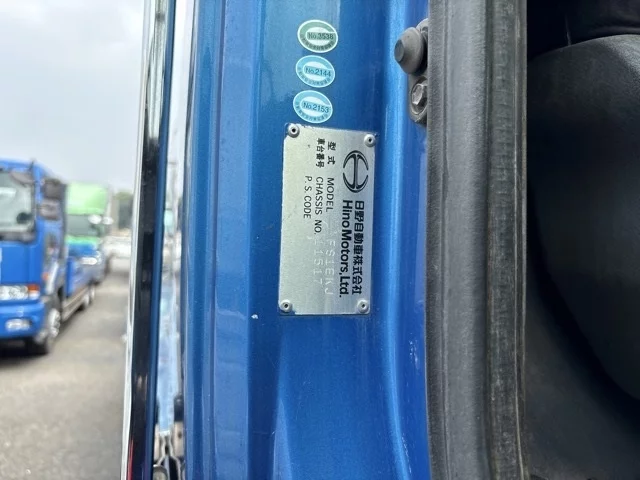 No.3538
No.2144
No.2153
日野自動車株式会社
Hino Motors,Ltd.
型式 MODEL FS1EKJ
車台番号 CHASSIS NO.
P.S.CODE